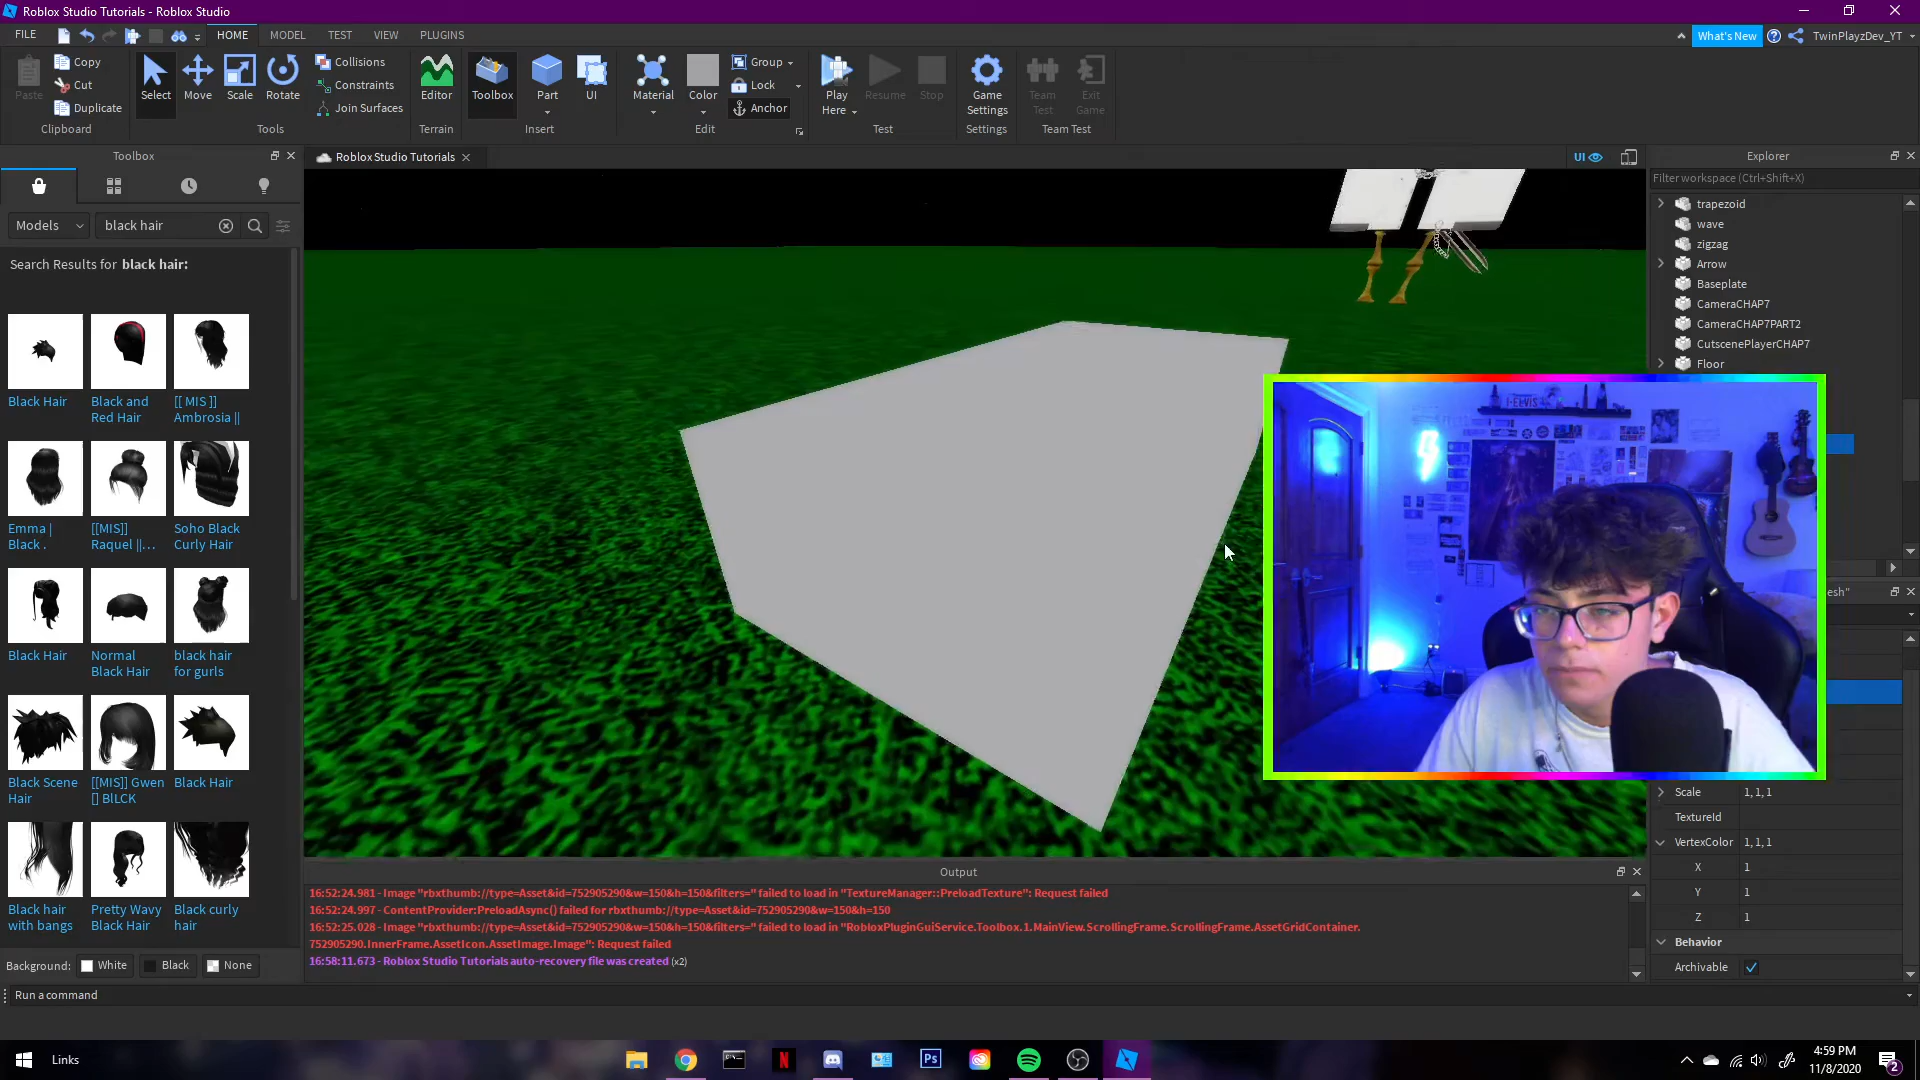 Roblox Studio Tutorials - Roblox Studio
FILE
HOME
MODEL
TEST
VIEW
PLUGINS
What's New
TwinPlayzDev_YT
Paste
Copy
Cut
Duplicate
Clipboard
Select
Move
Scale
Rotate
Collisions
Constraints
Join Surfaces
Tools
Editor
Terrain
Toolbox
Part
UI
Insert
Material
Color
Group
Lock
Anchor
Edit
Play
Here
Resume
Stop
Test
Game
Settings
Settings
Team
Test
Exit
Game
Team Test
Toolbox
Roblox Studio Tutorials
UI
Explorer
Models
black hair
Search Results for black hair:
Black Hair
Black and
Red Hair
[[ MIS ]]
Ambrosia ||
Emma |
Black .
[[MIS]]
Raquel ||...
Soho Black
Curly Hair
Black Hair
Normal
Black Hair
black hair
for gurls
Black Scene
Hair
[[MIS]] Gwen
[] BlLCK
Black Hair
Black hair
with bangs
Pretty Wavy
Black Hair
Black curly
hair
Background:
White
Black
None
Filter workspace (Ctrl+Shift+X)
trapezoid
wave
zigzag
Arrow
Baseplate
CameraCHAP7
CameraCHAP7PART2
CutscenePlayerCHAP7
Floor
Scale 1, 1, 1
TextureId
VertexColor 1, 1, 1
X 1
Y 1
Z 1
Behavior
Archivable
Output
16:52:24.981 - Image "rbxthumb://type=Asset&id=752905290&w=150&h=150&filters=" failed to load in "TextureManager::PreloadTexture": Request failed
16:52:24.997 - ContentProvider:PreloadAsync() failed for rbxthumb://type=Asset&id=752905290&w=150&h=150
16:52:25.028 - Image "rbxthumb://type=Asset&id=752905290&w=150&h=150&filters=" failed to load in "RobloxPluginGuiService.Toolbox.1.MainView.ScrollingFrame.ScrollingFrame.AssetGridContainer.
752905290.InnerFrame.AssetIcon.AssetImage.Image": Request failed
16:58:11.673 - Roblox Studio Tutorials auto-recovery file was created (x2)
Run a command
Links
4:59 PM
11/8/2020
2